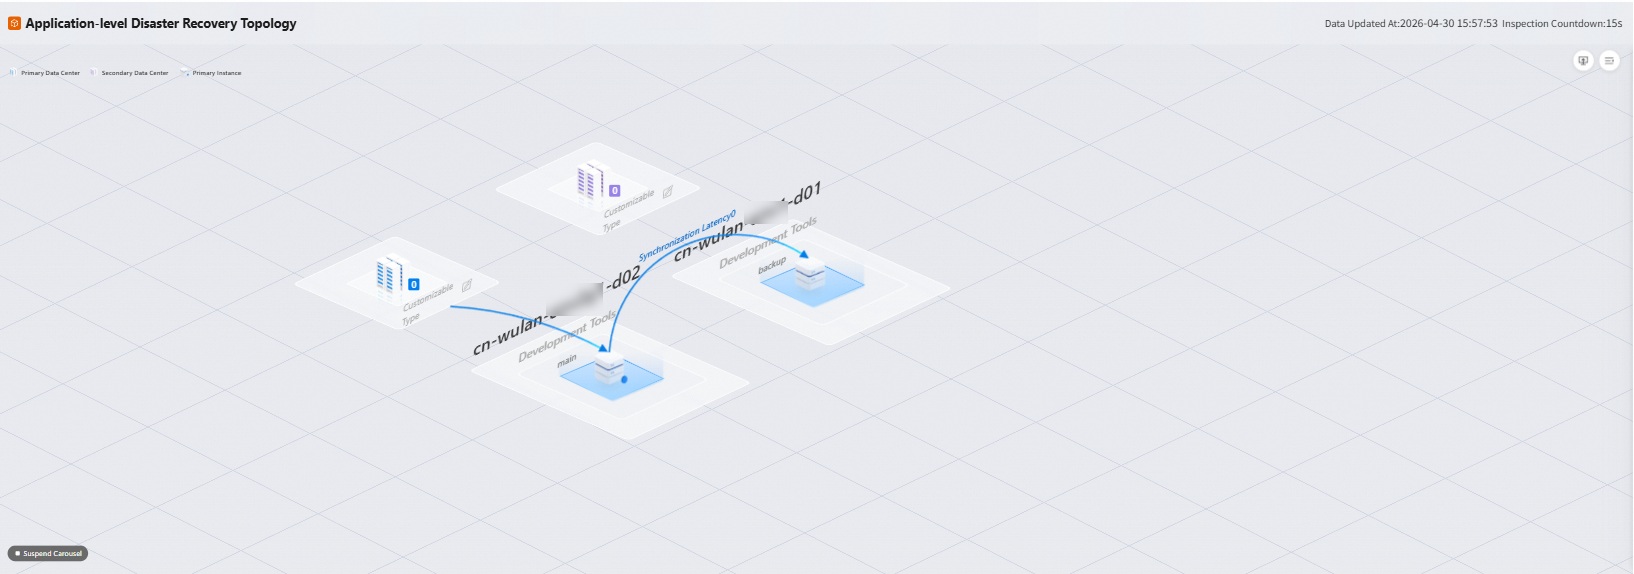 Application-level Disaster Recovery Topology
Data Updated At:2026-04-30 15:57:53 Inspection Countdown:15s
Primary Data Center
Secondary Data Center
Primary Instance
0
Customizable
Type
Synchronization Latency0
cn-wulan-
-d01
Development Tools
backup
0
Customizable
Type
cn-wulan-
-d02
Development Tools
main
Suspend Carousel